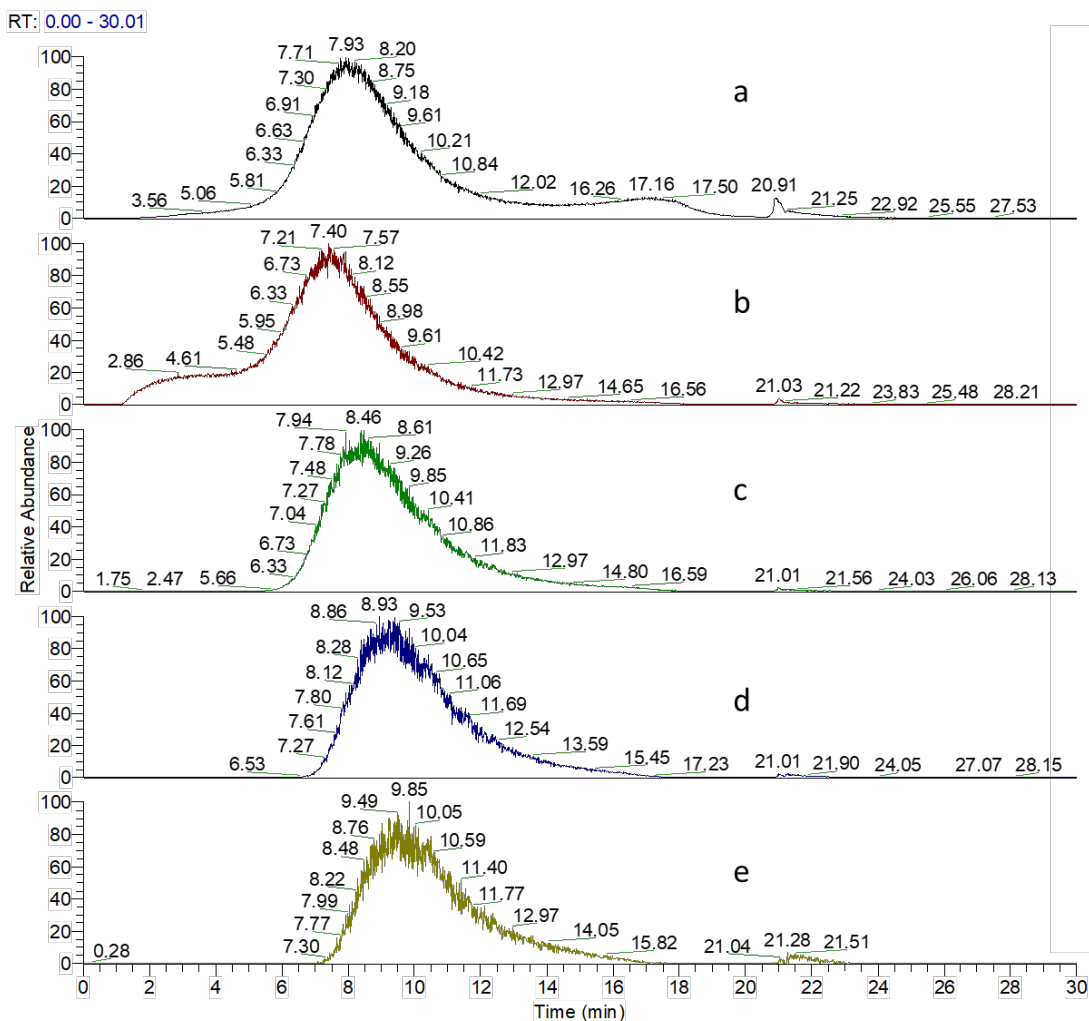 RT: 0.00 - 30.01
Relative Abundance
100
80
60
40
20
0
7.71 7.93 8.20
7.30 8.75
6.91 9.18
6.63 9.61
6.33 10.21
5.81 10.84
3.56 5.06 12.02 16.26 17.16 17.50 20.91 21.25 22.92 25.55 27.53
a
100
80
60
40
20
0
7.21 7.40 7.57
6.73 8.12
6.33 8.55
5.95 8.98
5.48 9.61
2.86 4.61 10.42 11.73 12.97 14.65 16.56 21.03 21.22 23.83 25.48 28.21
b
100
80
60
40
20
0
7.94 8.46 8.61
7.78 9.26
7.48 9.85
7.27 10.41
7.04 10.86
6.73 11.83
6.33 12.97
1.75 2.47 5.66 14.80 16.59 21.01 21.56 24.03 26.06 28.13
c
100
80
60
40
20
0
8.86 8.93 9.53
8.28 10.04
8.12 10.65
7.80 11.06
7.61 11.69
7.27 12.54
6.53 13.59 15.45 17.23 21.01 21.90 24.05 27.07 28.15
d
100
80
60
40
20
0
9.49 9.85 10.05
8.76 10.59
8.48 11.40
8.22 11.77
7.99 12.97
7.77 14.05
7.30 15.82
0.28 21.04 21.28 21.51
e
0 2 4 6 8 10 12 14 16 18 20 22 24 26 28 30
Time (min)